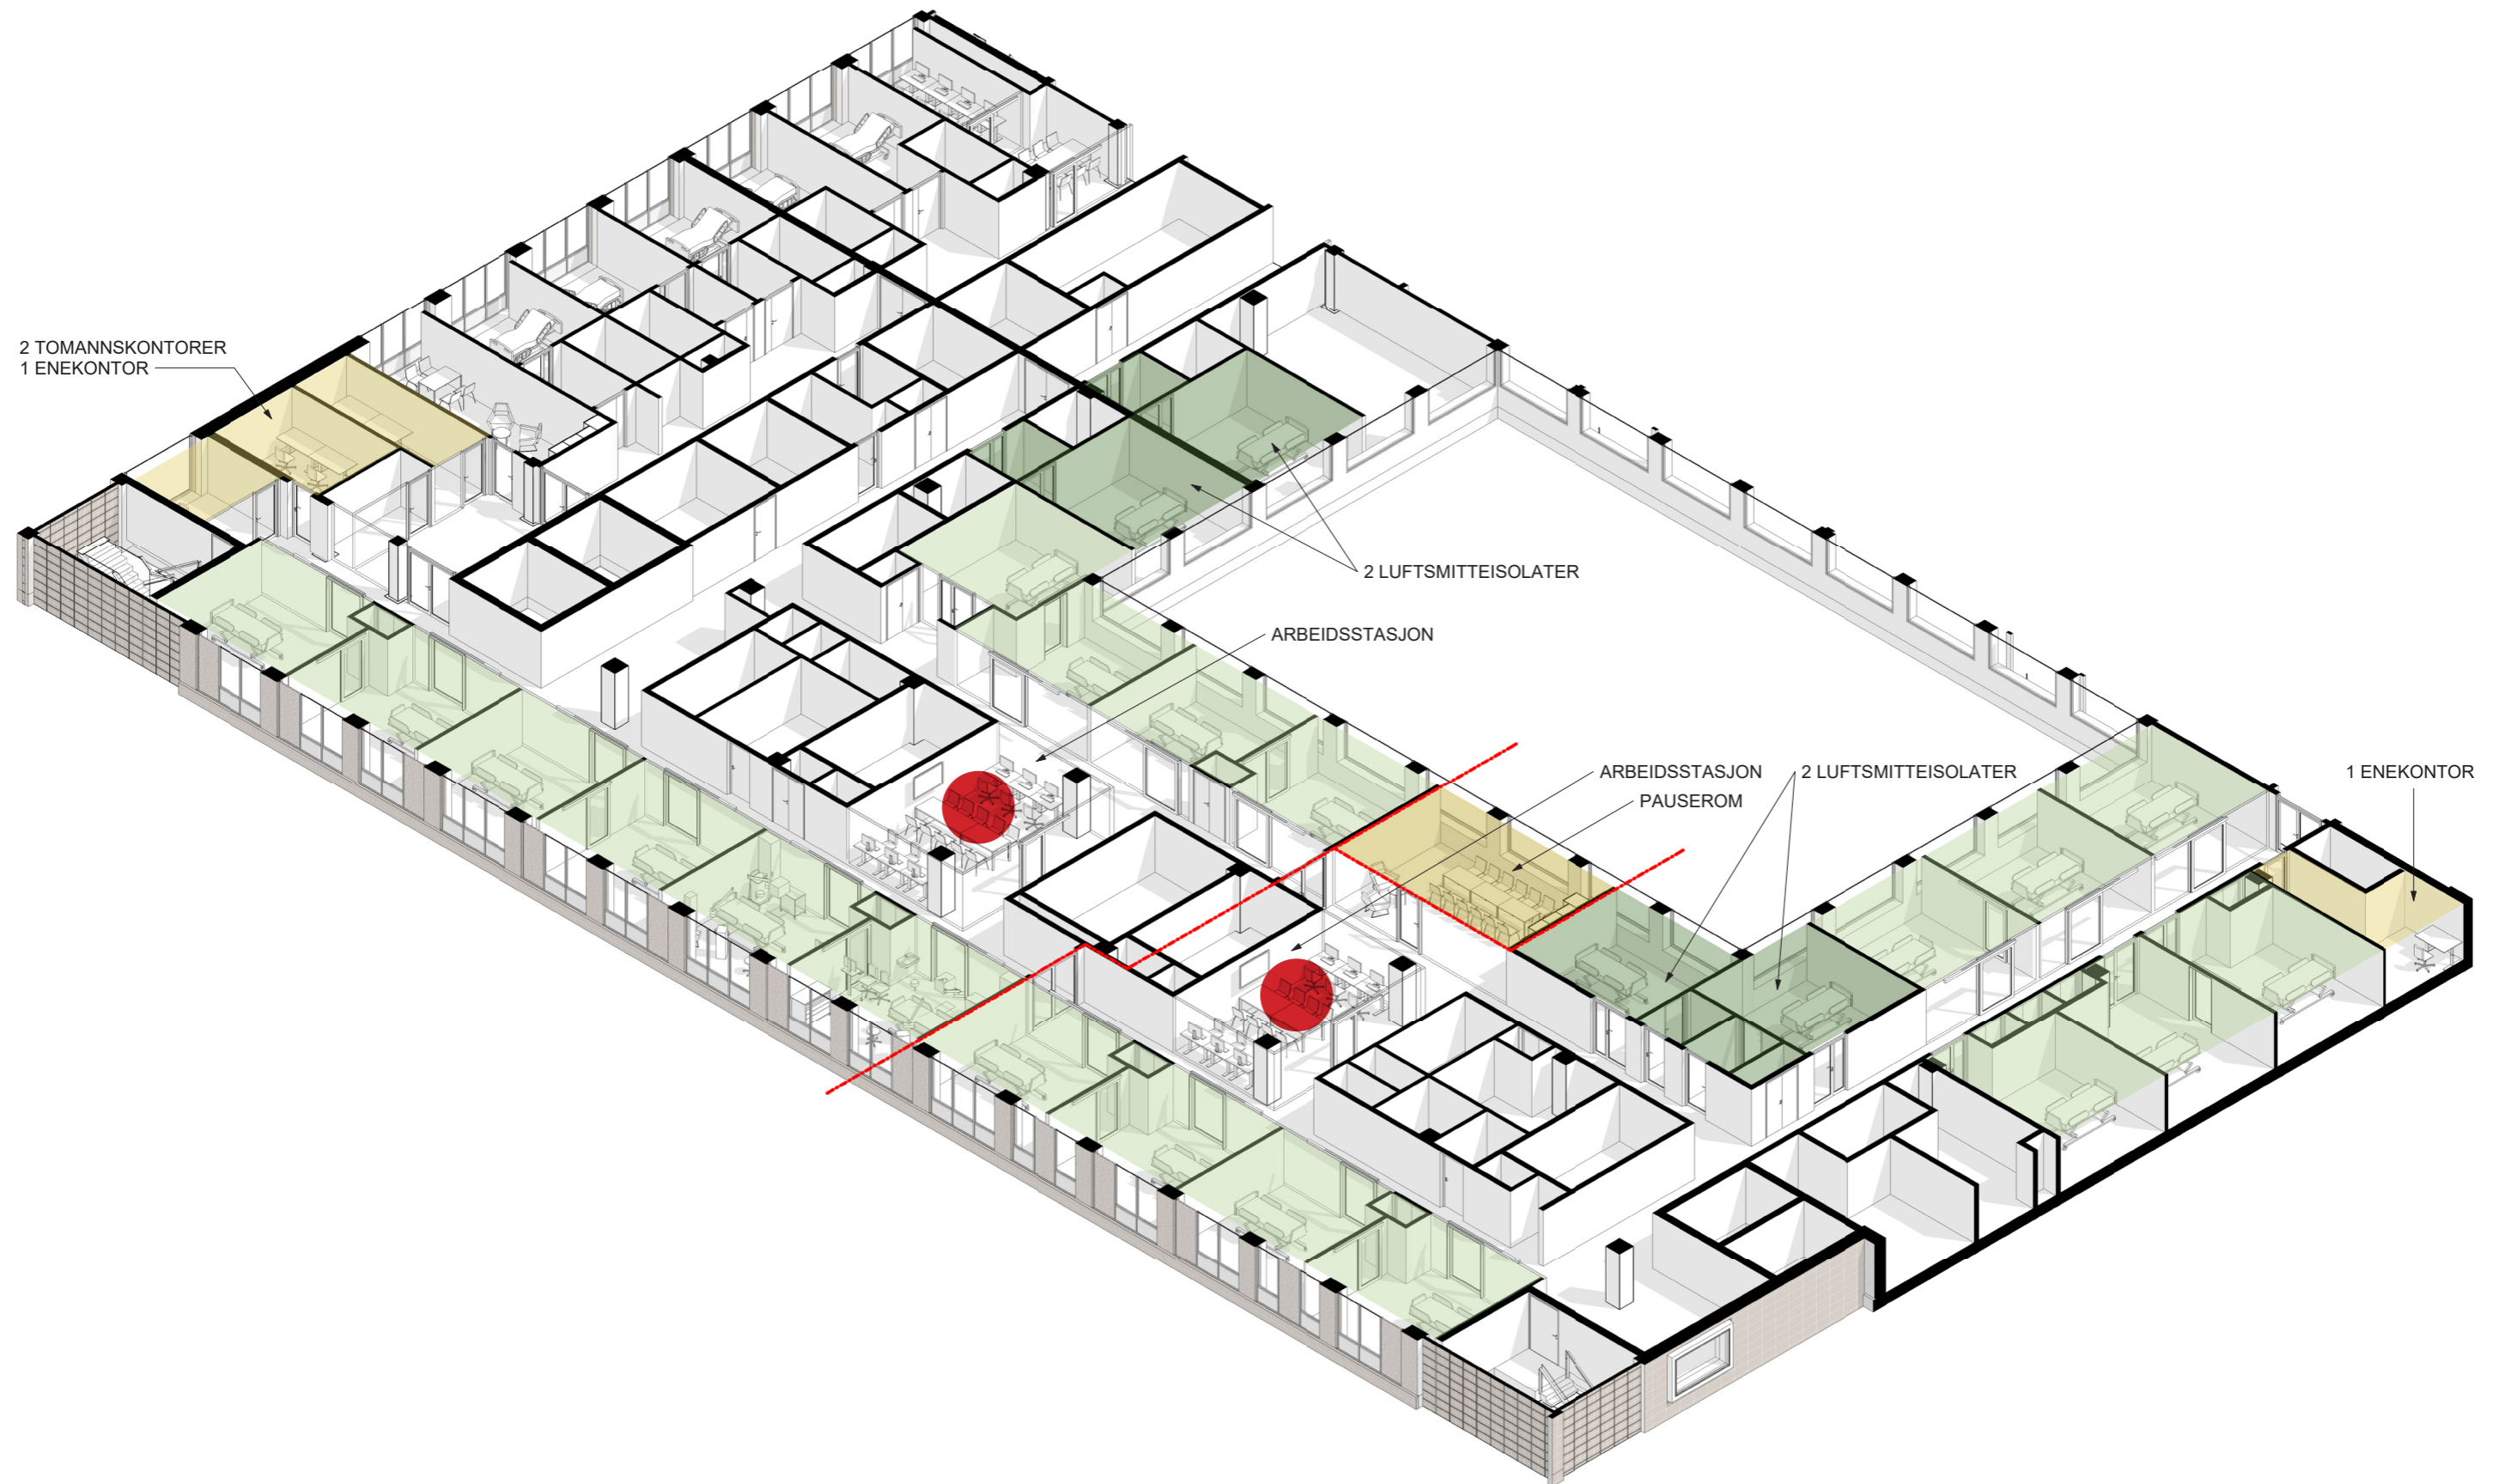 2 TOMANNSKONTORER
1 ENEKONTOR
2 LUFTSMITTEISOLATER
ARBEIDSSTASJON
ARBEIDSSTASJON
2 LUFTSMITTEISOLATER
1 ENEKONTOR
PAUSEROM